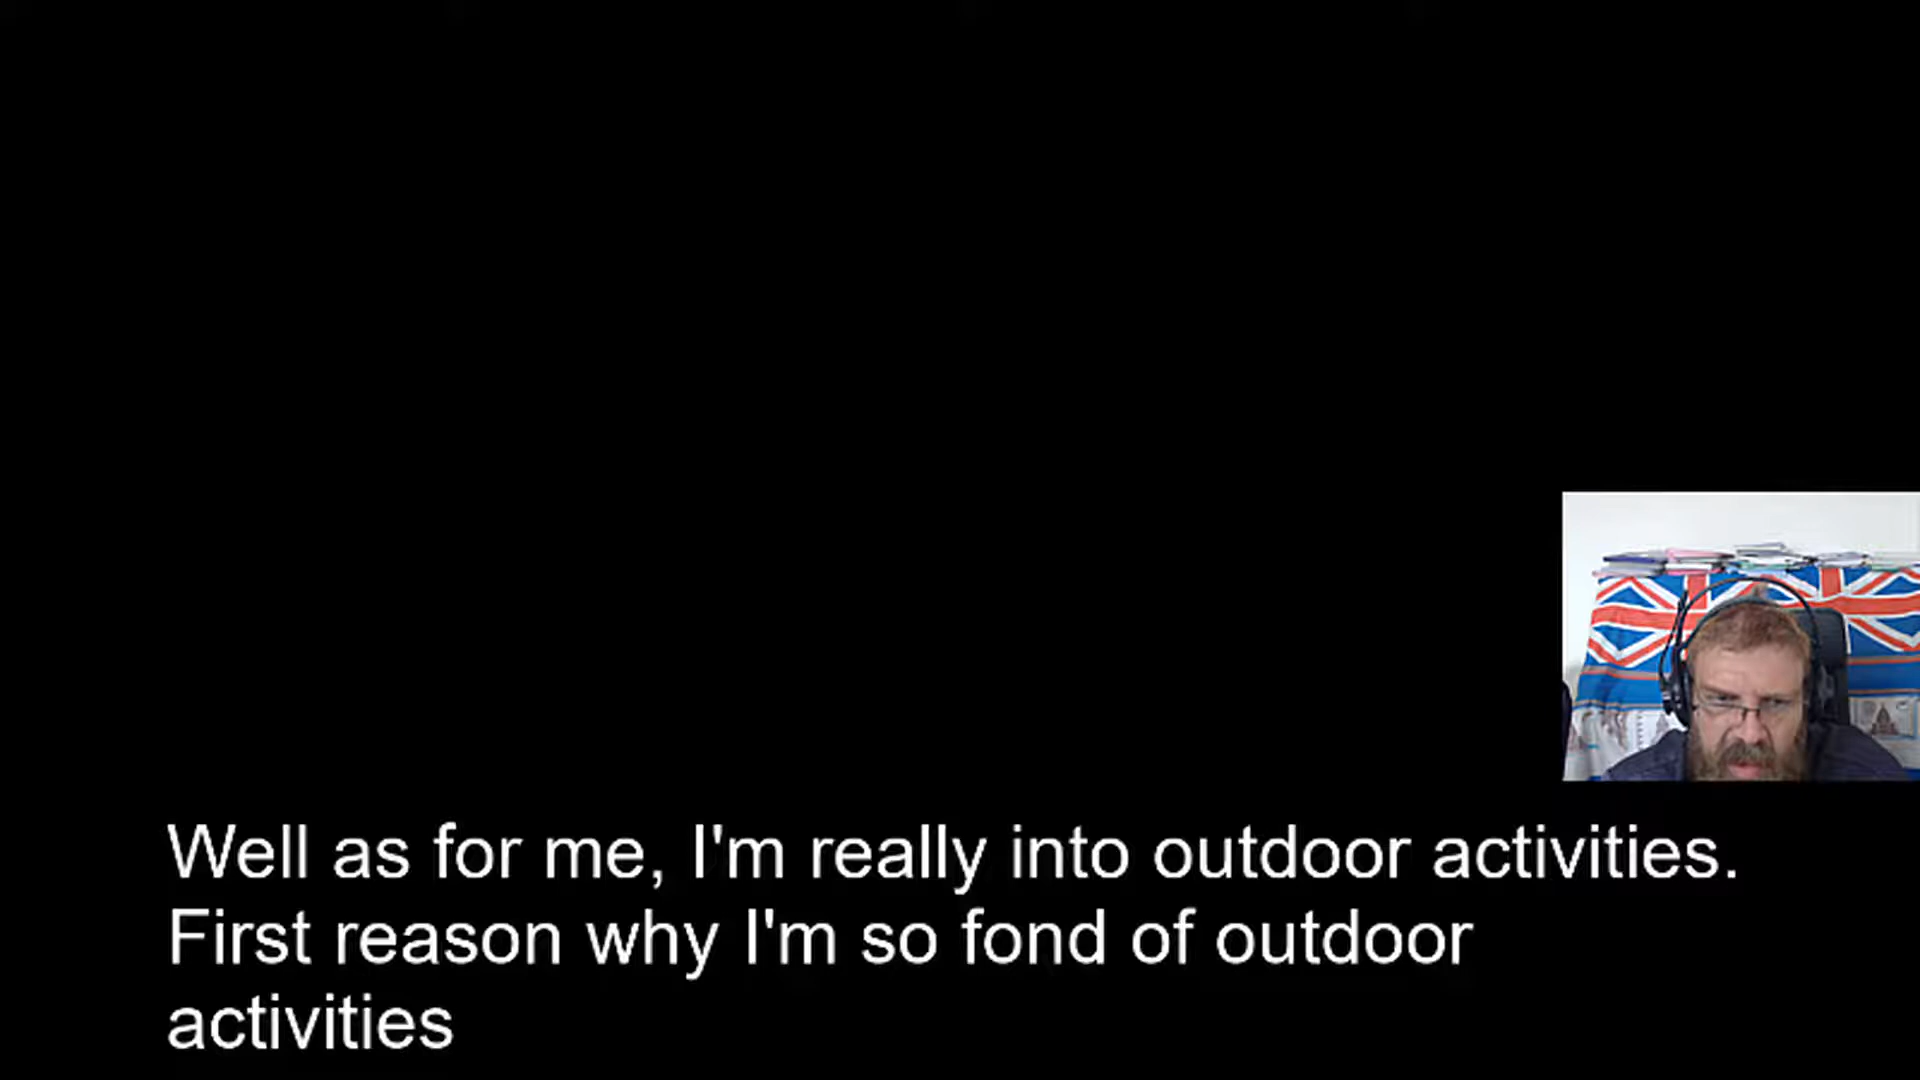 Well as for me, I'm really into outdoor activities.
First reason why I'm so fond of outdoor
activities